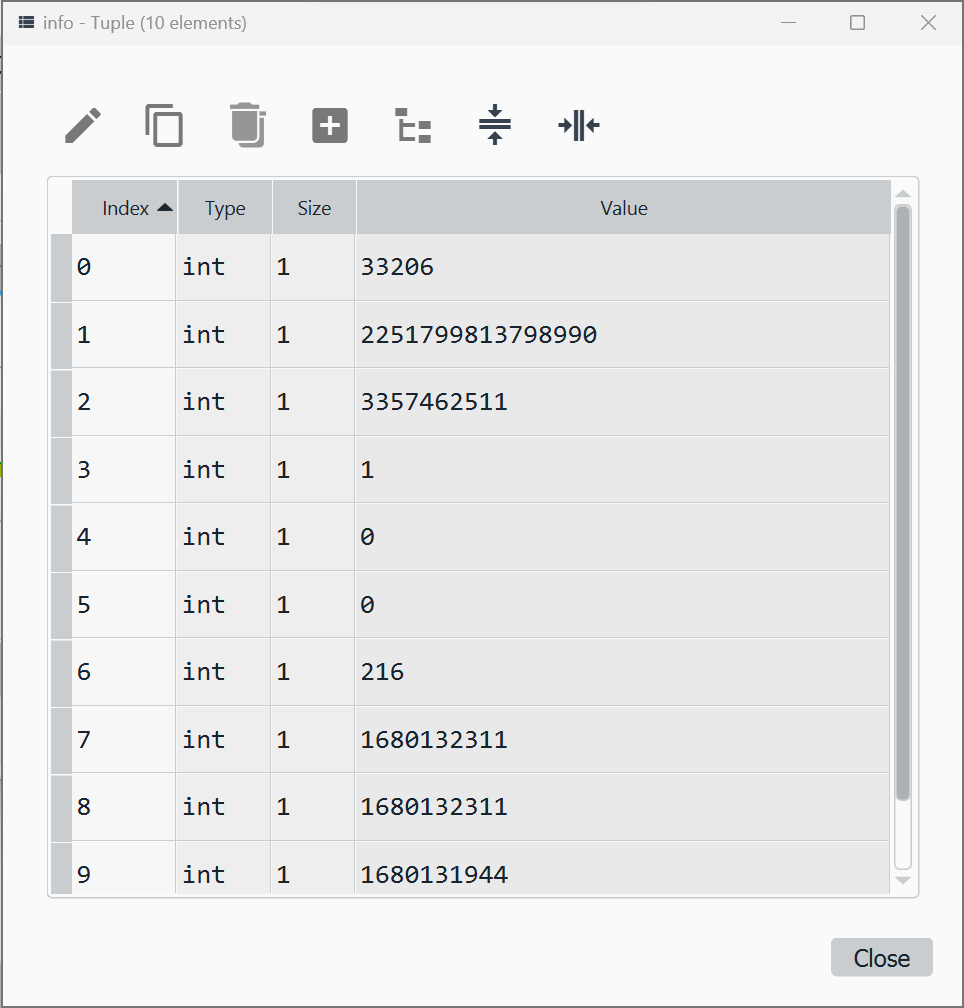 info - Tuple (10 elements)
Index Type Size Value
0 int 1 33206
1 int 1 2251799813798990
2 int 1 3357462511
3 int 1 1
4 int 1 0
5 int 1 0
6 int 1 216
7 int 1 1680132311
8 int 1 1680132311
9 int 1 1680131944
Close